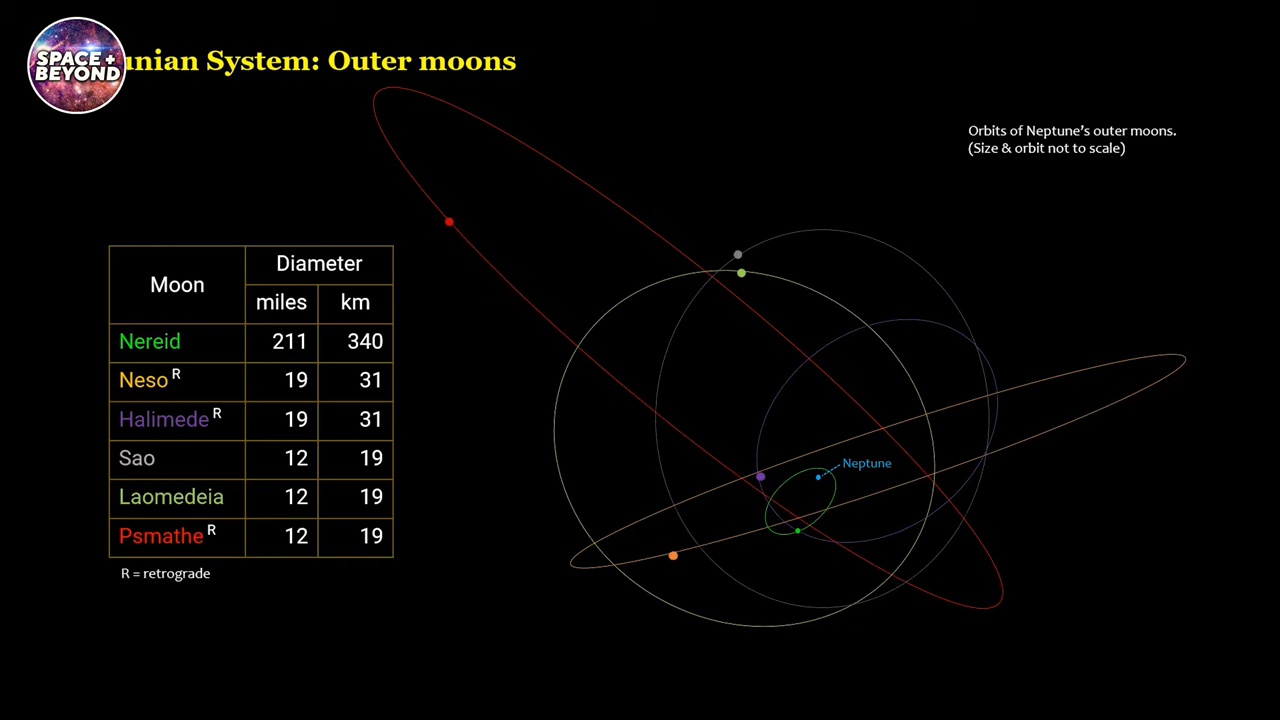 SPACE+
BEYOND
unian System: Outer moons
Orbits of Neptune's outer moons.
(Size & orbit not to scale)
Moon Diameter
miles km
Nereid 211 340
Neso R 19 31
Halimede R 19 31
Sao 12 19
Laomedeia 12 19
Psmathe R 12 19
R = retrograde
Neptune